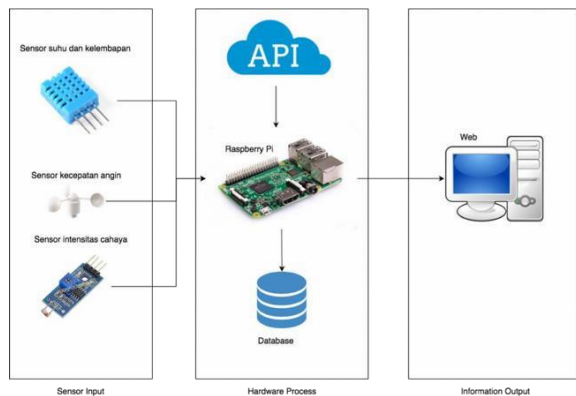 Sensor suhu dan kelembapan
Sensor kecepatan angin
Sensor intensitas cahaya
Sensor Input
API
Raspberry Pi
Database
Hardware Process
Web
Information Output